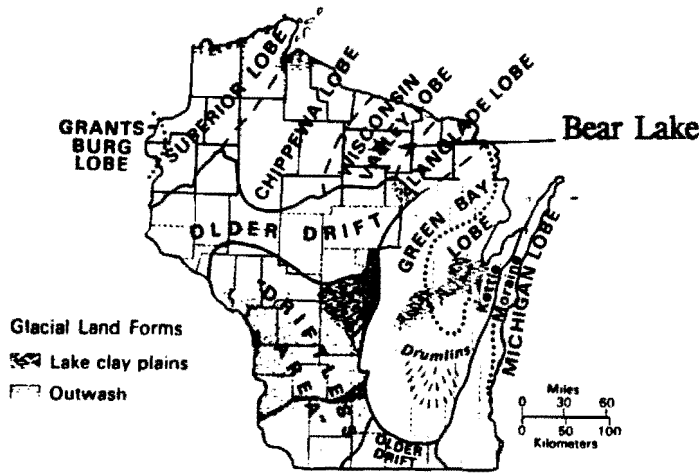 SUPERIOR LOBE
CHIPPEWA LOBE
WISCONSIN
VALLEY LOBE
LANGLADE LOBE
Bear Lake
GRANTS-
BURG
LOBE
OLDER DRIFT
GREEN BAY
LOBE
Kettle
Moraine
MICHIGAN LOBE
DRIFTLESS
AREA
Drumlins
OLDER
DRIFT
Glacial Land Forms
Lake clay plains
Outwash
Miles
0 30 60
0 50 100
Kilometers